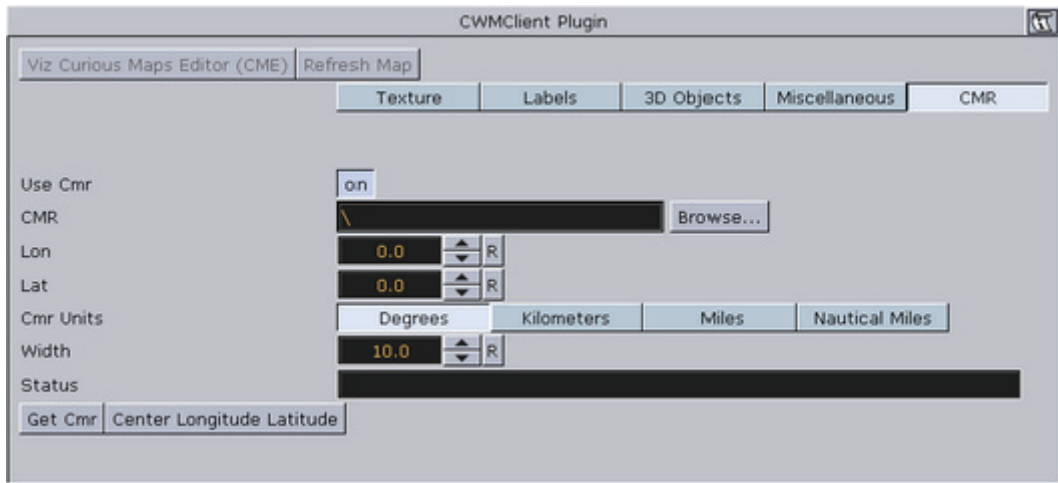 CWMClient Plugin
Viz Curious Maps Editor (CME) Refresh Map
Texture Labels 3D Objects Miscellaneous CMR
Use Cmr on
CMR \ Browse...
Lon 0.0 R
Lat 0.0 R
Cmr Units Degrees Kilometers Miles Nautical Miles
Width 10.0 R
Status
Get Cmr Center Longitude Latitude